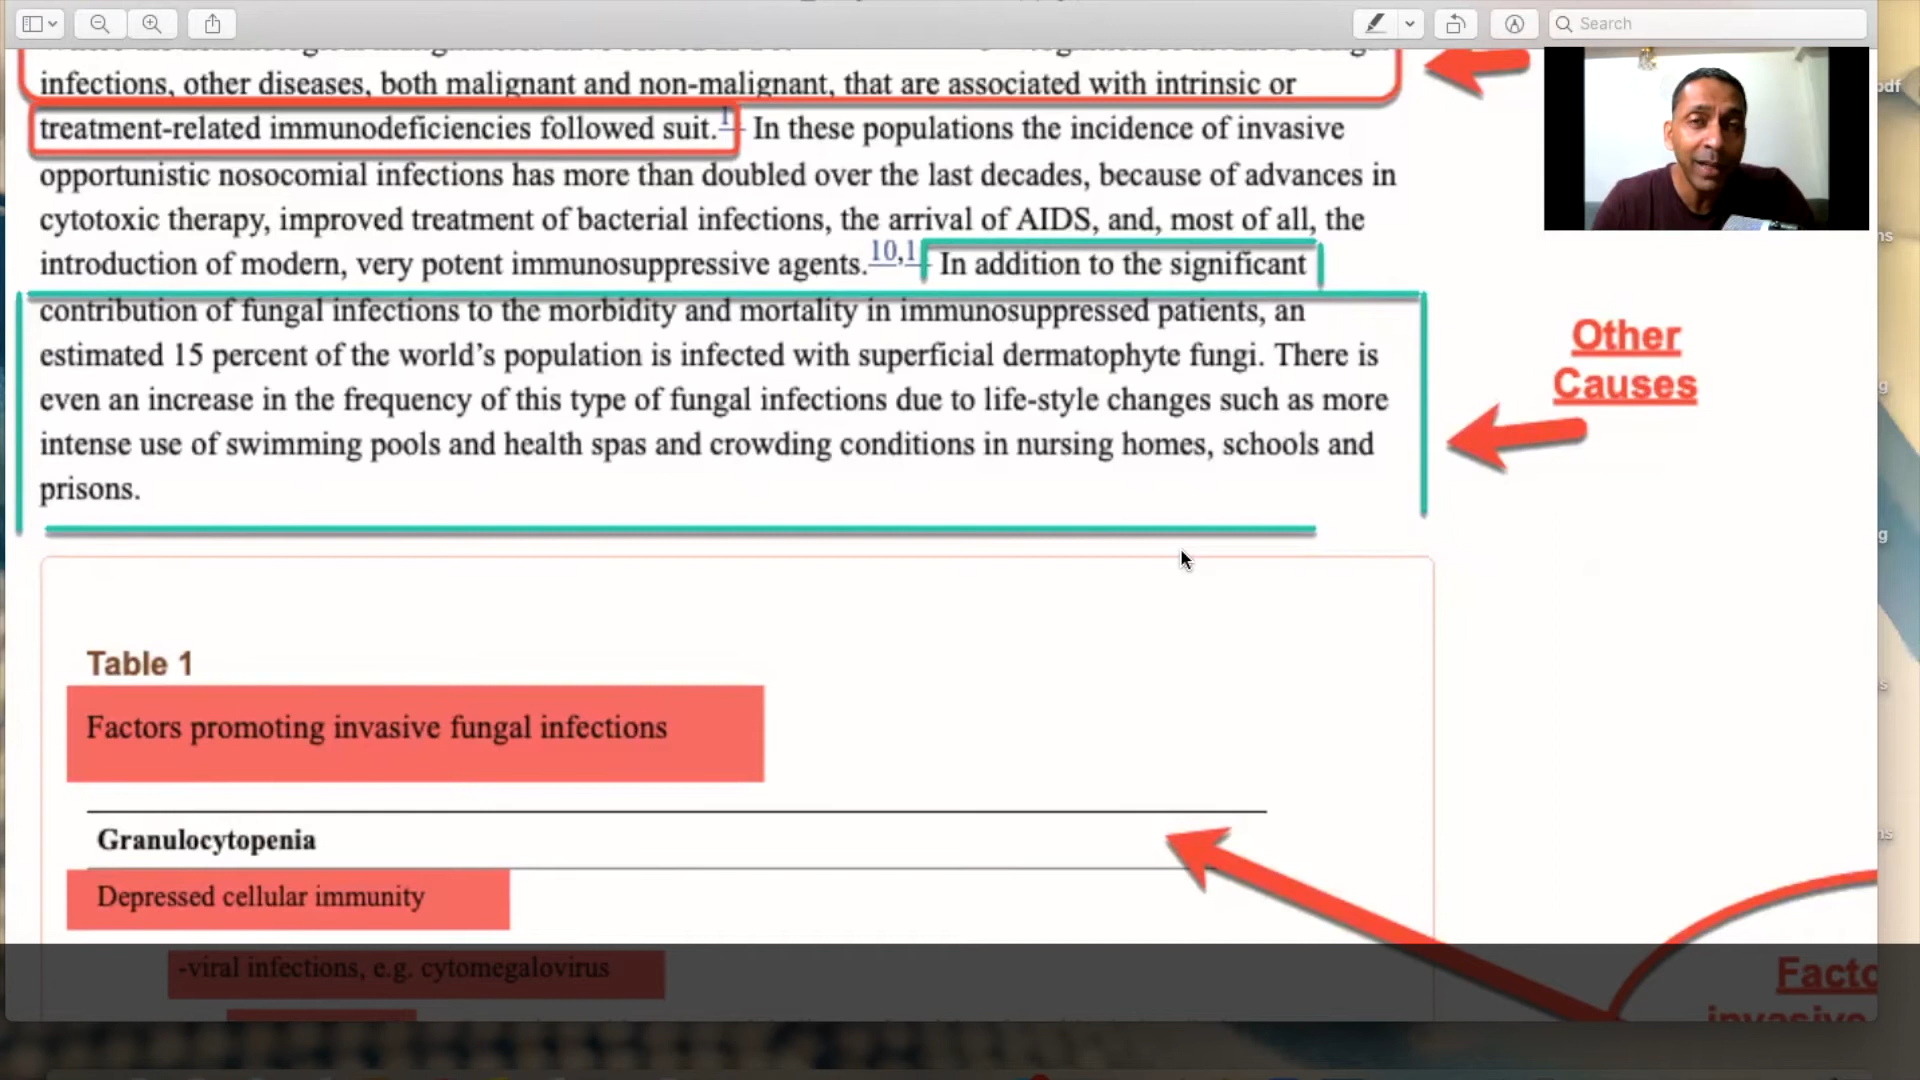 Search
infections, other diseases, both malignant and non-malignant, that are associated with intrinsic or
treatment-related immunodeficiencies followed suit.1 In these populations the incidence of invasive
opportunistic nosocomial infections has more than doubled over the last decades, because of advances in
cytotoxic therapy, improved treatment of bacterial infections, the arrival of AIDS, and, most of all, the
introduction of modern, very potent immunosuppressive agents.10,1 In addition to the significant
contribution of fungal infections to the morbidity and mortality in immunosuppressed patients, an
estimated 15 percent of the world’s population is infected with superficial dermatophyte fungi. There is
even an increase in the frequency of this type of fungal infections due to life-style changes such as more
intense use of swimming pools and health spas and crowding conditions in nursing homes, schools and
prisons.
Other
Causes
Table 1
Factors promoting invasive fungal infections
Granulocytopenia
Depressed cellular immunity
-viral infections, e.g. cytomegalovirus
Facto
invasive
pdf